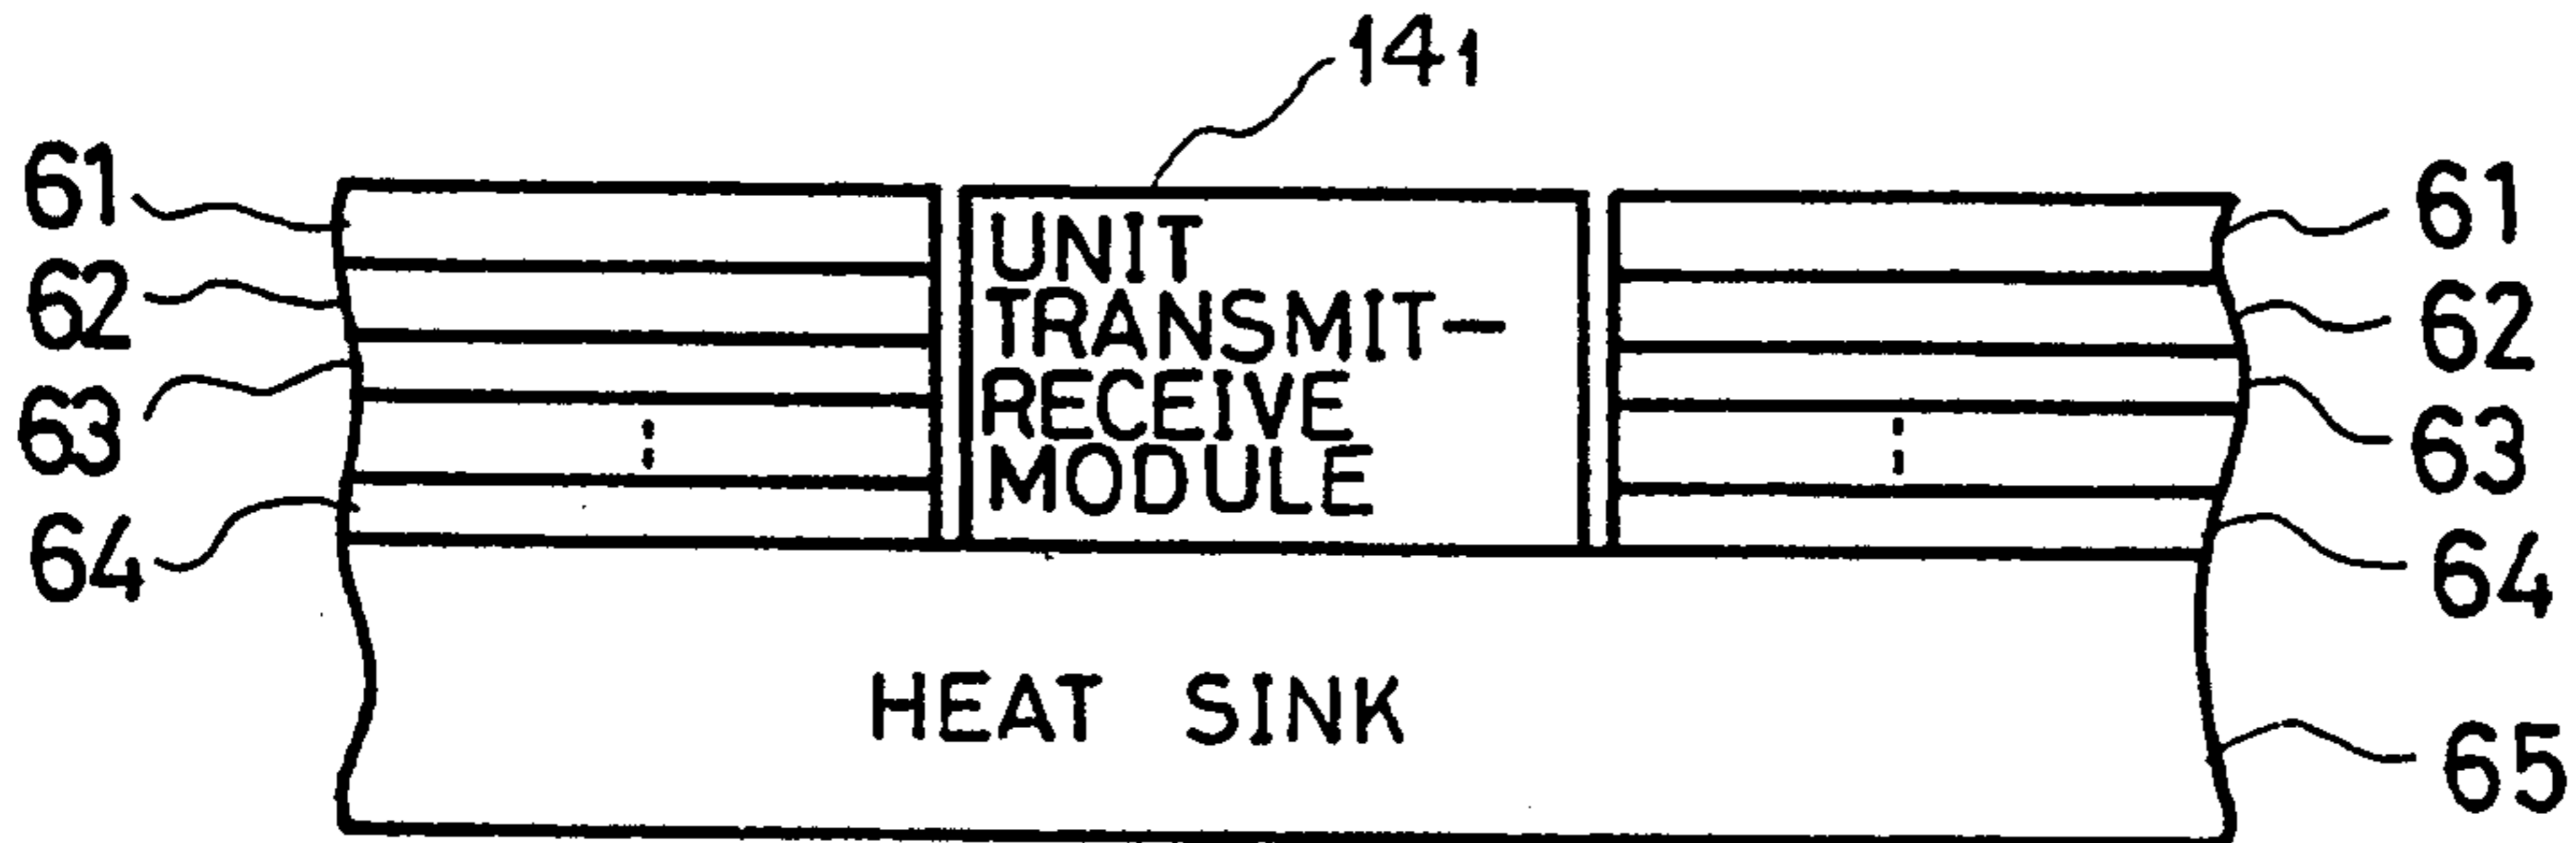 14₁
61
62
63
64
UNIT
TRANSMIT-
RECEIVE
MODULE
61
62
63
64
HEAT SINK
65